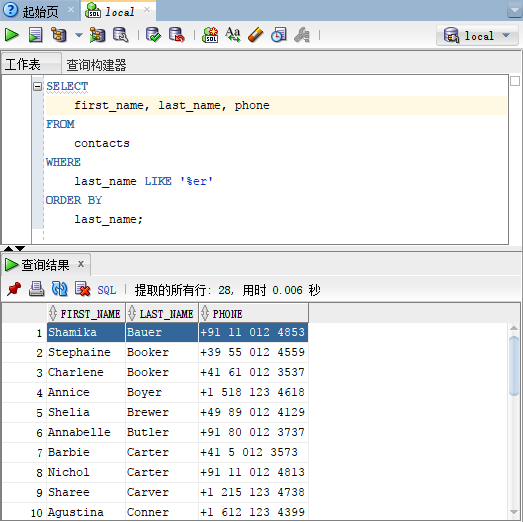 起始页 local
SQL local
工作表 查询构建器
SELECT
first_name, last_name, phone
FROM
contacts
WHERE
last_name LIKE '%er'
ORDER BY
last_name;
查询结果 x
SQL | 提取的所有行: 28, 用时 0.006 秒
FIRST_NAME LAST_NAME PHONE
1 Shamika Bauer +91 11 012 4853
2 Stephaine Booker +39 55 012 4559
3 Charlene Booker +41 61 012 3537
4 Annice Boyer +1 518 123 4618
5 Shelia Brewer +49 89 012 4129
6 Annabelle Butler +91 80 012 3737
7 Barbie Carter +41 5 012 3573
8 Nichol Carter +91 11 012 4813
9 Sharee Carver +1 215 123 4738
10 Agustina Conner +1 612 123 4399